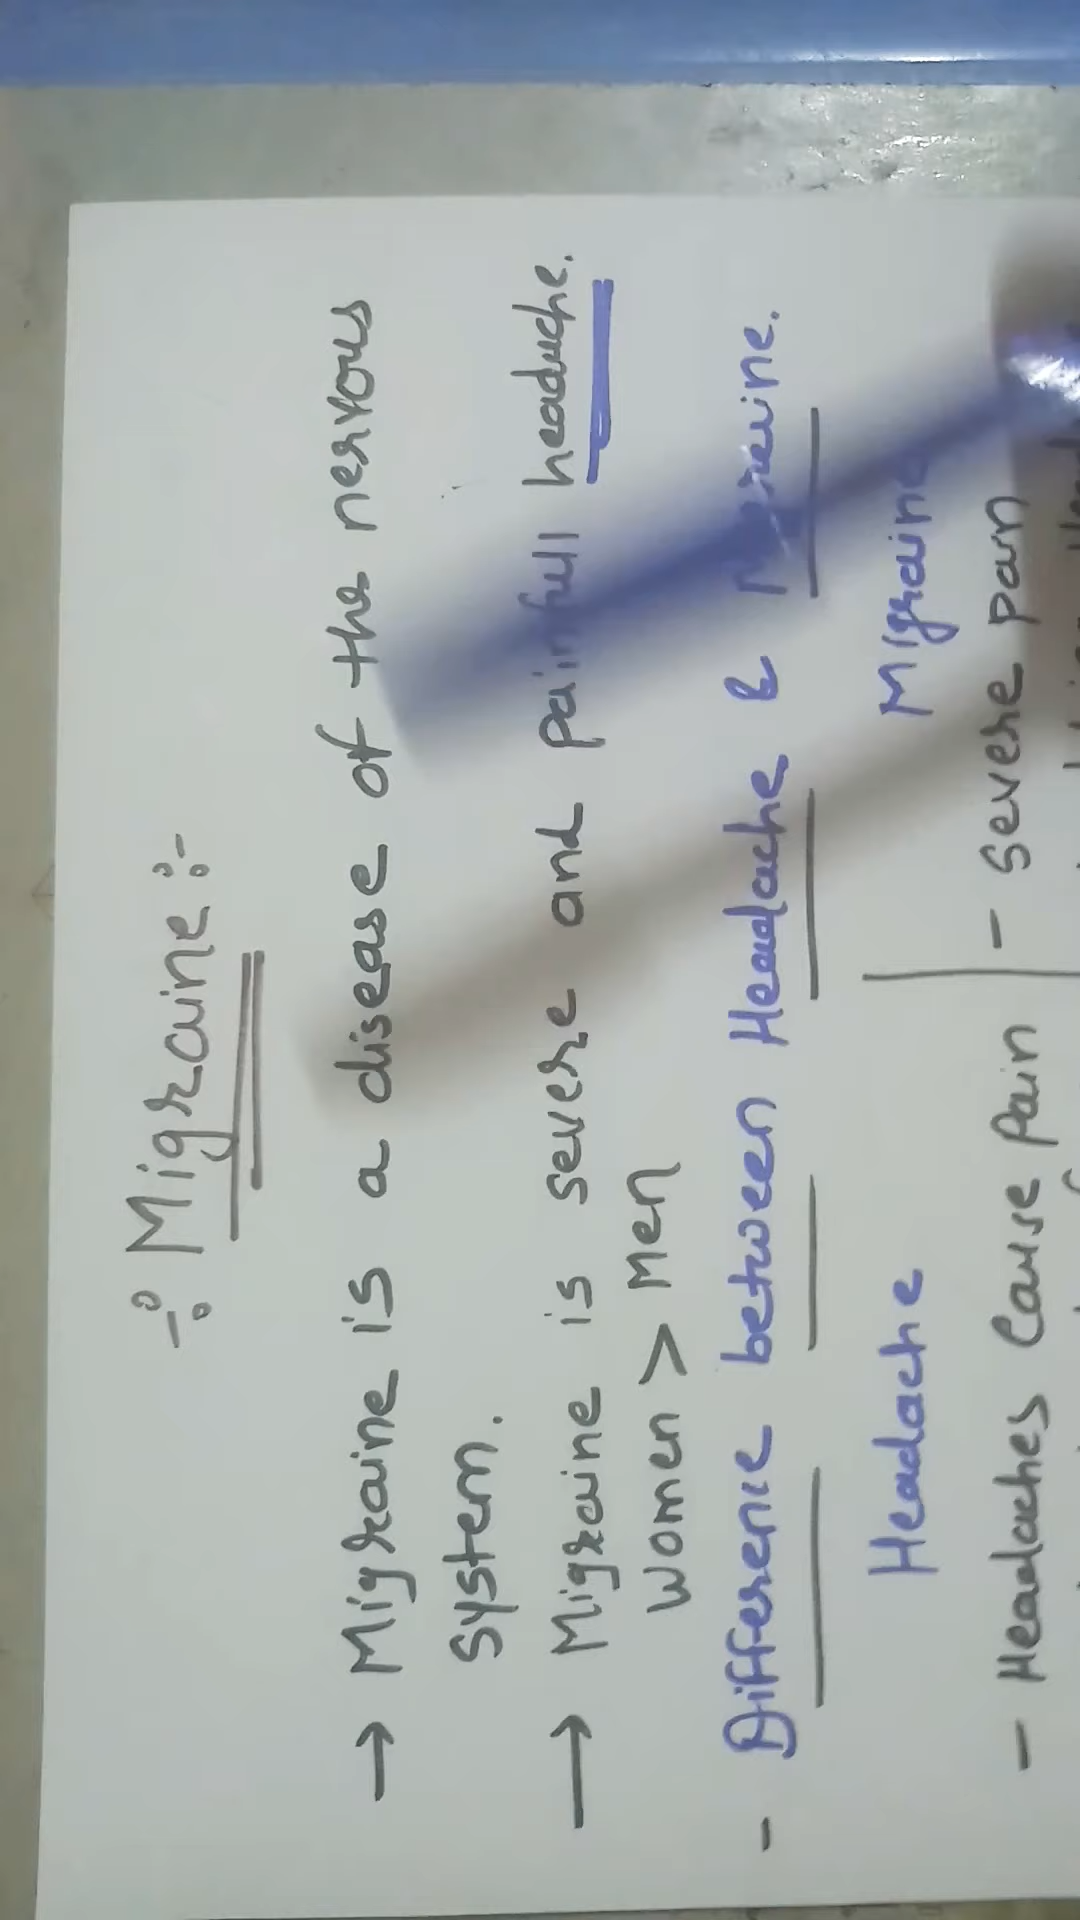 -:Migraine:-
→ Migraine is a disease of the nervous
system.
→ Migraine is severe and painfull headache.
women > Men
- Difference between Headache & Migraine.
Headache Migraine
- Headaches cause pain - severe pain